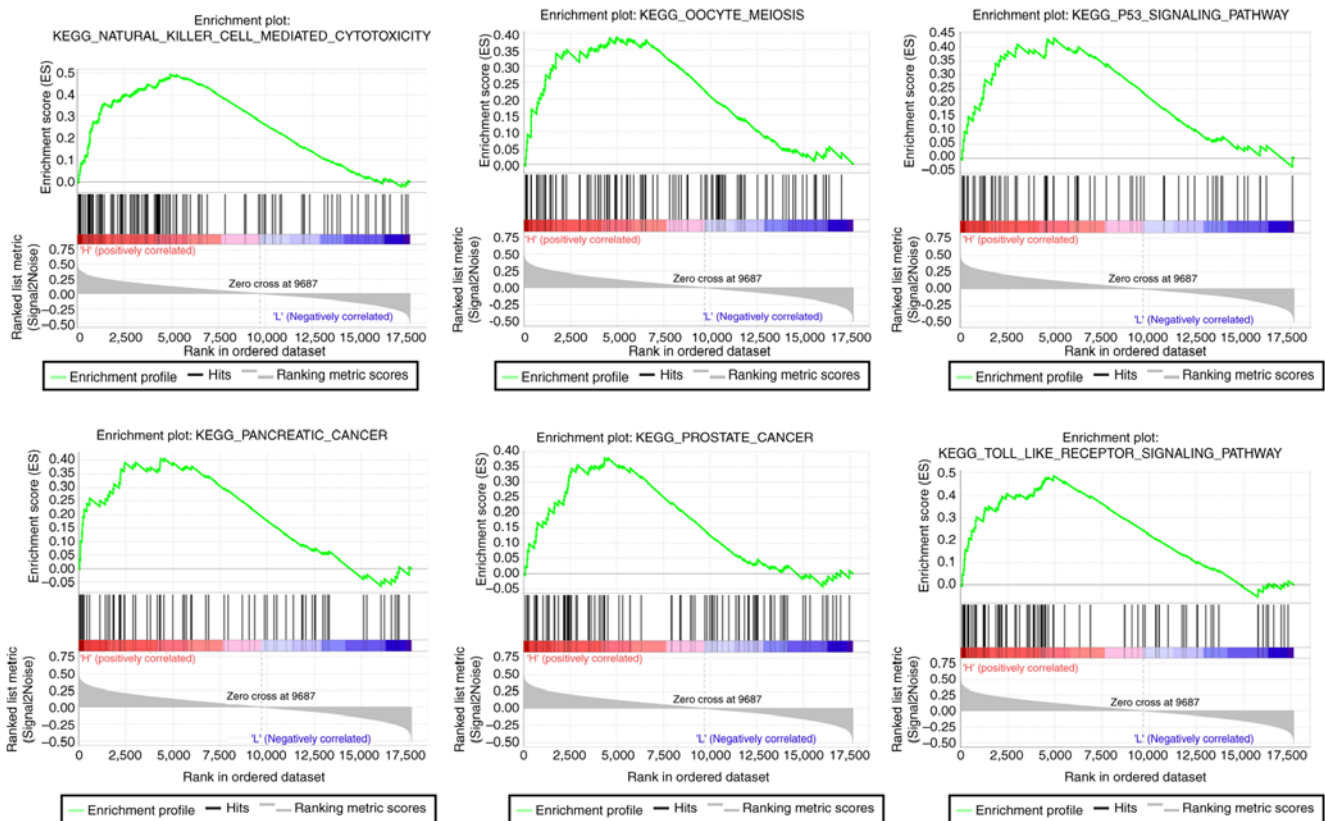 Enrichment plot:
KEGG_NATURAL_KILLER_CELL_MEDIATED_CYTOTOXICITY
Enrichment score (ES)
0.5
0.4
0.3
0.2
0.1
0.0
'H' (positively correlated)
Ranked list metric
(Signal2Noise)
0.75
0.50
0.25
0.00
−0.25
−0.50
Zero cross at 9687
'L' (Negatively correlated)
0 2,500 5,000 7,500 10,000 12,500 15,000 17,500
Rank in ordered dataset
Enrichment profile Hits Ranking metric scores
Enrichment plot: KEGG_OOCYTE_MEIOSIS
Enrichment score (ES)
0.40
0.35
0.30
0.25
0.20
0.15
0.10
0.05
0.00
'H' (positively correlated)
Ranked list metric
(Signal2Noise)
0.75
0.50
0.25
0.00
−0.25
−0.50
Zero cross at 9687
'L' (Negatively correlated)
0 2,500 5,000 7,500 10,000 12,500 15,000 17,500
Rank in ordered dataset
Enrichment profile Hits Ranking metric scores
Enrichment plot: KEGG_P53_SIGNALING_PATHWAY
Enrichment score (ES)
0.45
0.40
0.35
0.30
0.25
0.20
0.15
0.10
0.05
0.00
−0.05
'H' (positively correlated)
Ranked list metric
(Signal2Noise)
0.75
0.50
0.25
0.00
−0.25
−0.50
Zero cross at 9687
'L' (Negatively correlated)
0 2,500 5,000 7,500 10,000 12,500 15,000 17,500
Rank in ordered dataset
Enrichment profile Hits Ranking metric scores
Enrichment plot: KEGG_PANCREATIC_CANCER
Enrichment score (ES)
0.40
0.35
0.30
0.25
0.20
0.15
0.10
0.05
0.00
−0.05
'H' (positively correlated)
Ranked list metric
(Signal2Noise)
0.75
0.50
0.25
0.00
−0.25
−0.50
Zero cross at 9687
'L' (Negatively correlated)
0 2,500 5,000 7,500 10,000 12,500 15,000 17,500
Rank in ordered dataset
Enrichment profile Hits Ranking metric scores
Enrichment plot: KEGG_PROSTATE_CANCER
Enrichment score (ES)
0.40
0.35
0.30
0.25
0.20
0.15
0.10
0.05
0.00
−0.05
'H' (positively correlated)
Ranked list metric
(Signal2Noise)
0.75
0.50
0.25
0.00
−0.25
−0.50
Zero cross at 9687
'L' (Negatively correlated)
0 2,500 5,000 7,500 10,000 12,500 15,000 17,500
Rank in ordered dataset
Enrichment profile Hits Ranking metric scores
Enrichment plot:
KEGG_TOLL_LIKE_RECEPTOR_SIGNALING_PATHWAY
Enrichment score (ES)
0.5
0.4
0.3
0.2
0.1
0.0
'H' (positively correlated)
Ranked list metric
(Signal2Noise)
0.75
0.50
0.25
0.00
−0.25
−0.50
Zero cross at 9687
'L' (Negatively correlated)
0 2,500 5,000 7,500 10,000 12,500 15,000 17,500
Rank in ordered dataset
Enrichment profile Hits Ranking metric scores